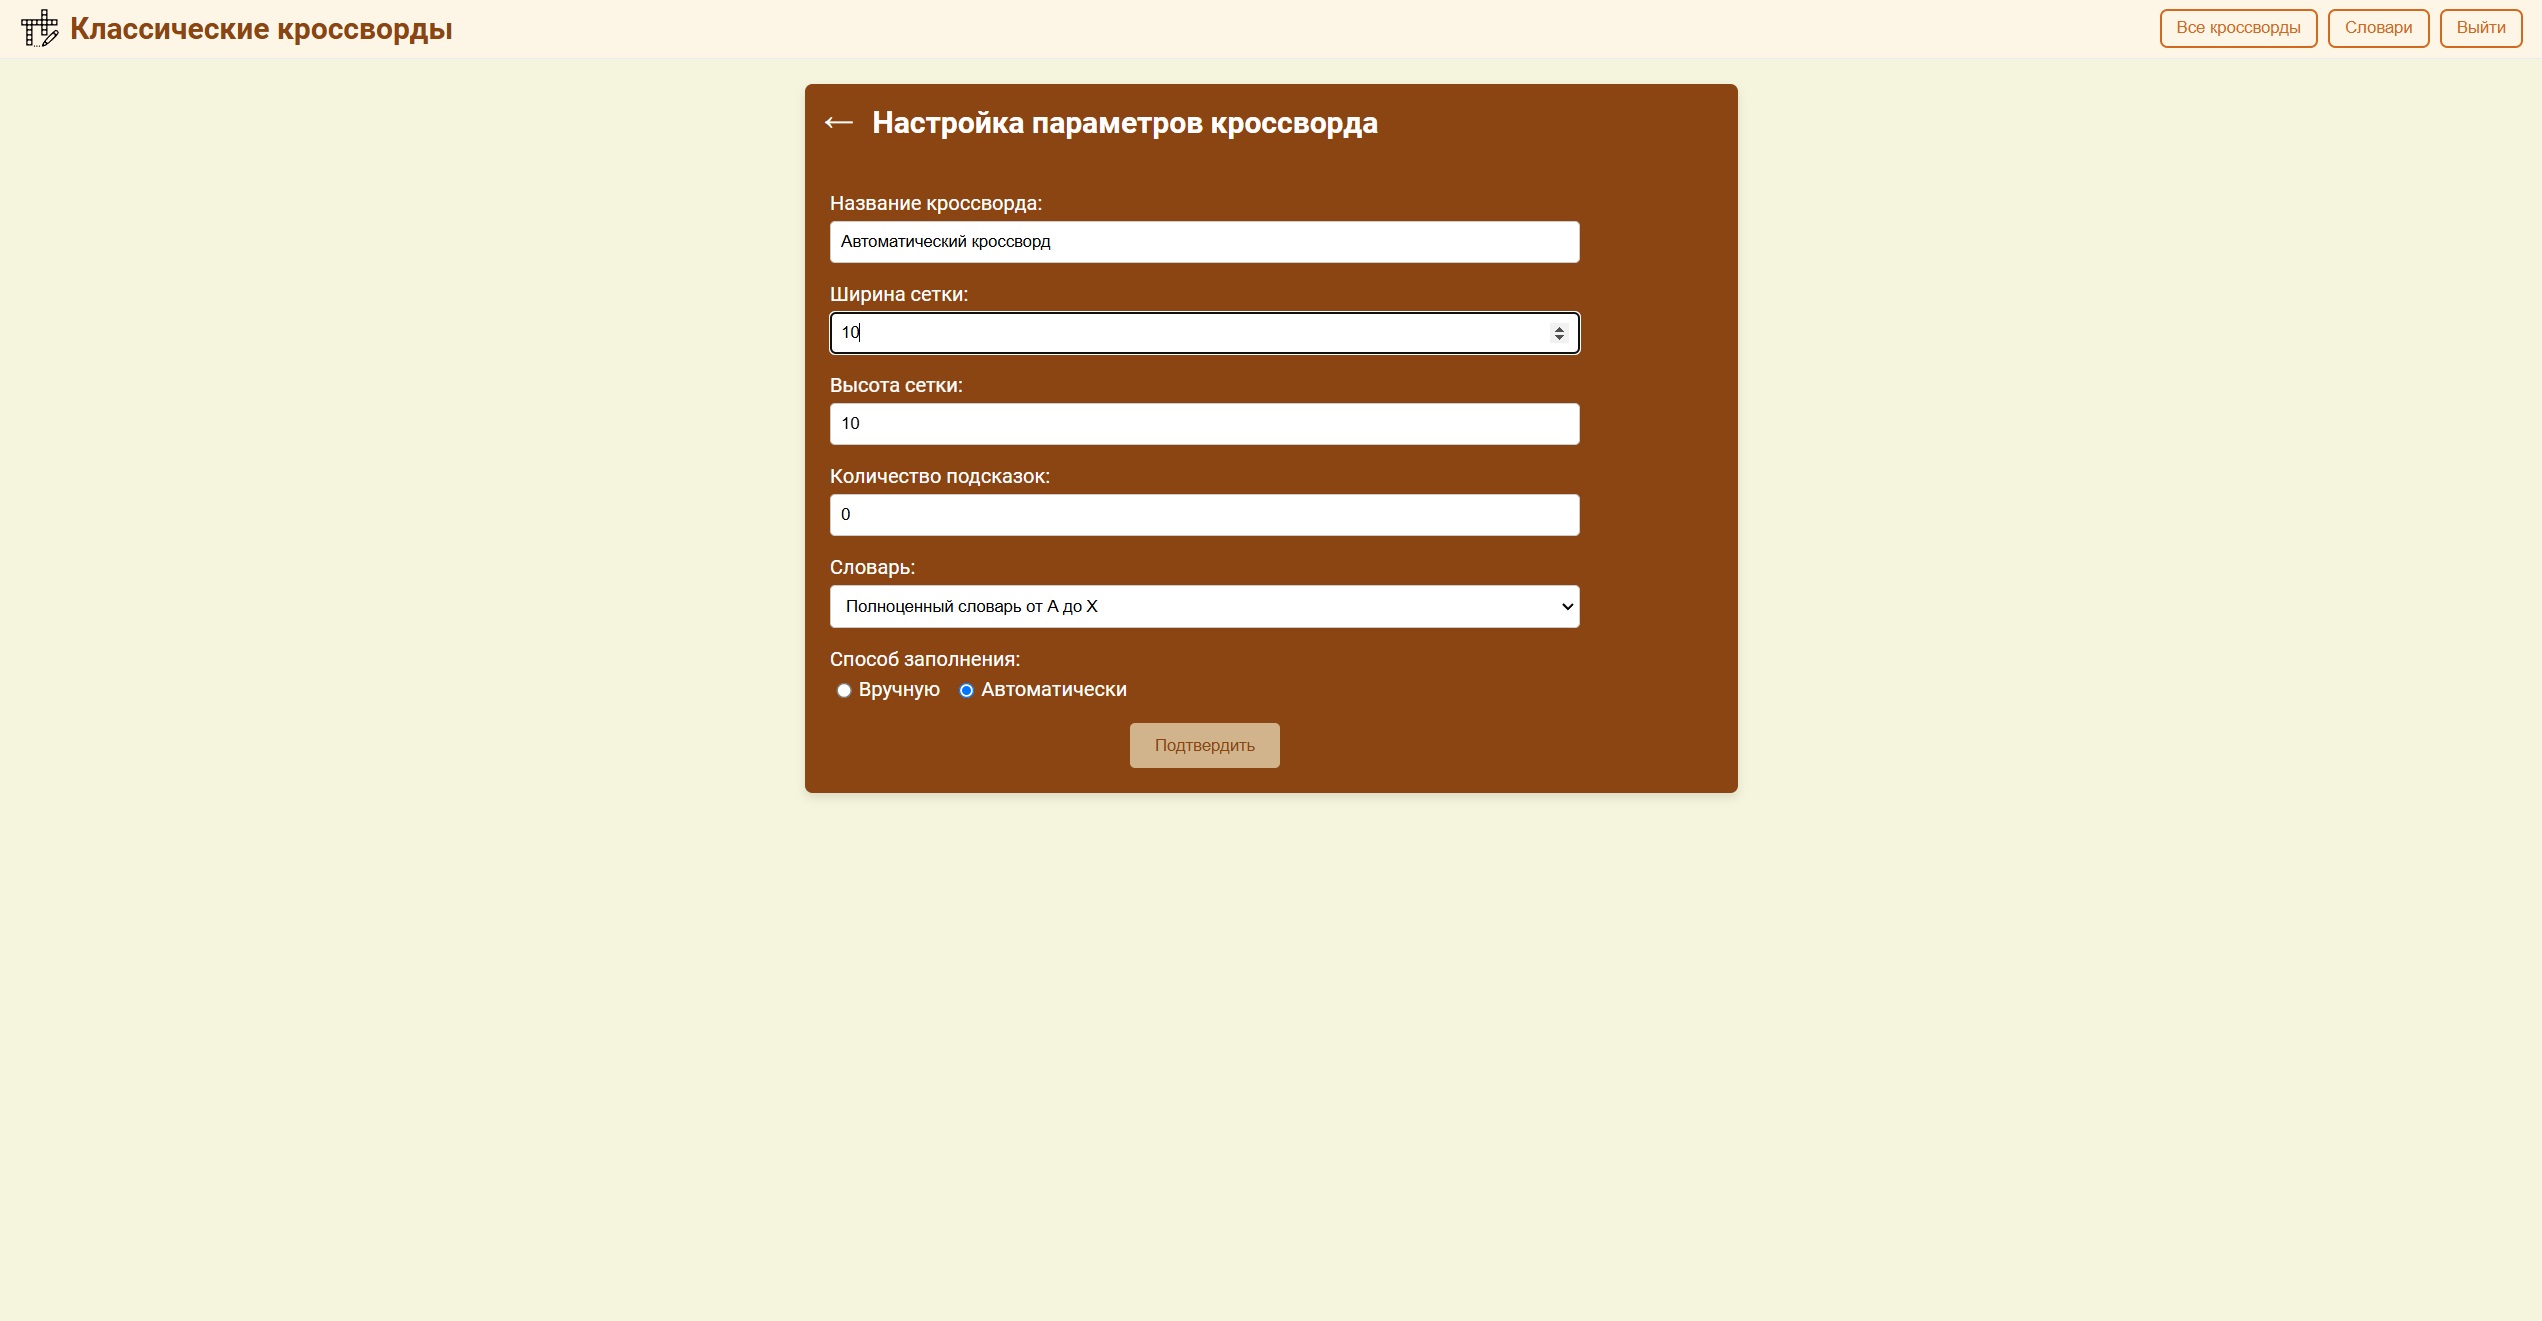 Классические кроссворды
Все кроссворды
Словари
Выйти
← Настройка параметров кроссворда
Название кроссворда:
Автоматический кроссворд
Ширина сетки:
10
Высота сетки:
10
Количество подсказок:
0
Словарь:
Полноценный словарь от А до Х
Способ заполнения:
Вручную Автоматически
Подтвердить